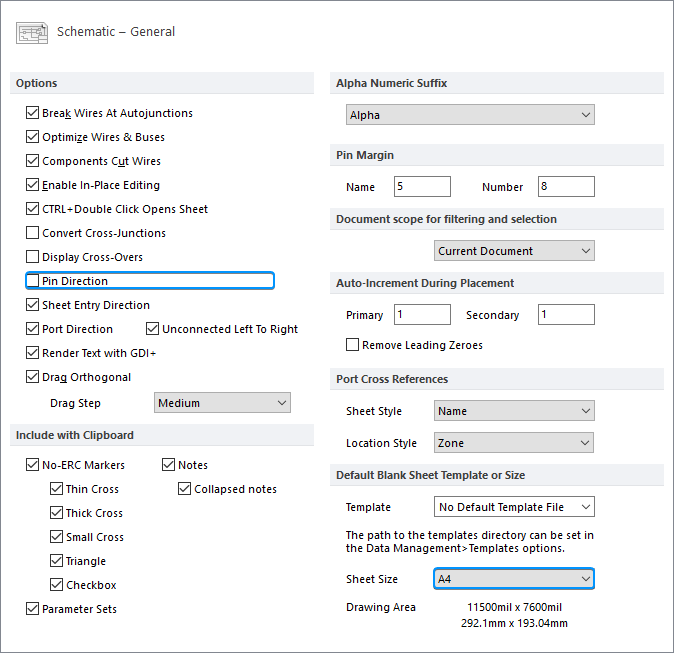 Schematic – General
Options
Break Wires At Autojunctions
Optimize Wires & Buses
Components Cut Wires
Enable In-Place Editing
CTRL+Double Click Opens Sheet
Convert Cross-Junctions
Display Cross-Overs
Pin Direction
Sheet Entry Direction
Port Direction Unconnected Left To Right
Render Text with GDI+
Drag Orthogonal
Drag Step Medium
Include with Clipboard
No-ERC Markers Notes
Thin Cross Collapsed notes
Thick Cross
Small Cross
Triangle
Checkbox
Parameter Sets
Alpha Numeric Suffix
Alpha
Pin Margin
Name 5 Number 8
Document scope for filtering and selection
Current Document
Auto-Increment During Placement
Primary 1 Secondary 1
Remove Leading Zeroes
Port Cross References
Sheet Style Name
Location Style Zone
Default Blank Sheet Template or Size
Template No Default Template File
The path to the templates directory can be set in
the Data Management>Templates options.
Sheet Size A4
Drawing Area 11500mil x 7600mil
292.1mm x 193.04mm